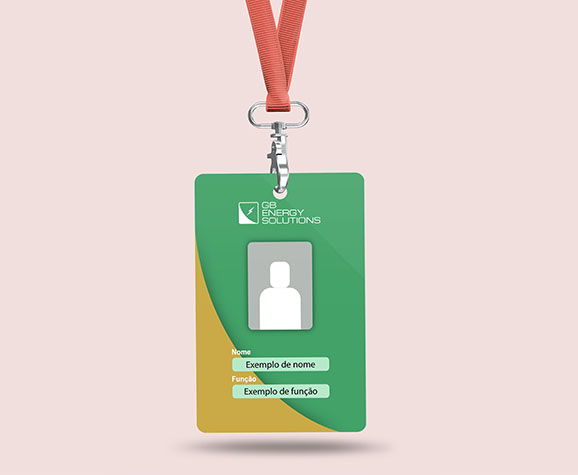 GB
ENERGY
SOLUTIONS
Nome
Exemplo de nome
Função
Exemplo de função